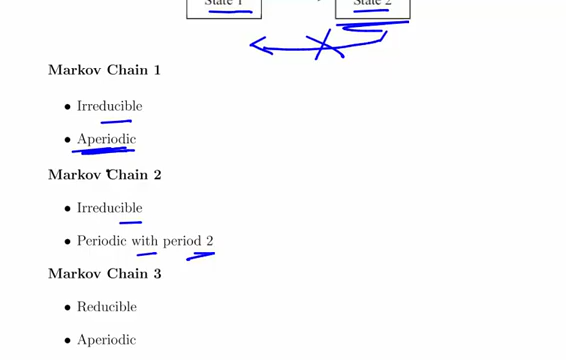 State 1 State 2
Markov Chain 1
• Irreducible
• Aperiodic
Markov Chain 2
• Irreducible
• Periodic with period 2
Markov Chain 3
• Reducible
• Aperiodic